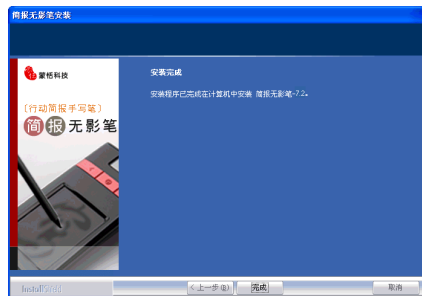 简报无影笔安装
蒙恬科技
安装完成
安装程序已完成在计算机中安装 简报无影笔-7.2。
(行动简报手写笔)
简报无影笔
InstallShield
< 上一步(B)
完成
取消